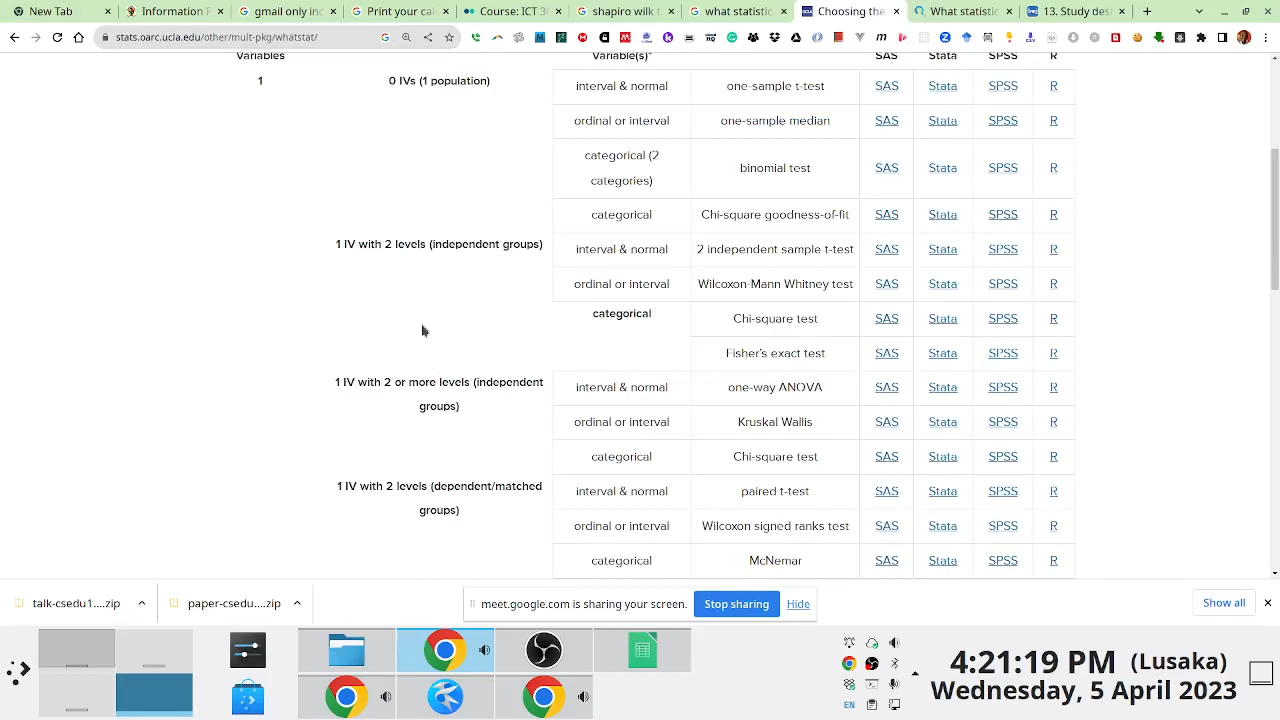 New Tab
Information R
gmail only inc
Print your cal
Course: ICT 3
shapiro wilk t
what statistic
Choosing the
What statistic
13. Study des
stats.oarc.ucla.edu/other/mult-pkg/whatstat/
Variables
Variable(s)*
SAS Stata SPSS R
1 0 IVs (1 population) interval & normal one-sample t-test SAS Stata SPSS R
ordinal or interval one-sample median SAS Stata SPSS R
categorical (2
categories) binomial test SAS Stata SPSS R
categorical Chi-square goodness-of-fit SAS Stata SPSS R
1 IV with 2 levels (independent groups) interval & normal 2 independent sample t-test SAS Stata SPSS R
ordinal or interval Wilcoxon-Mann Whitney test SAS Stata SPSS R
categorical Chi-square test SAS Stata SPSS R
Fisher's exact test SAS Stata SPSS R
1 IV with 2 or more levels (independent
groups) interval & normal one-way ANOVA SAS Stata SPSS R
ordinal or interval Kruskal Wallis SAS Stata SPSS R
categorical Chi-square test SAS Stata SPSS R
1 IV with 2 levels (dependent/matched
groups) interval & normal paired t-test SAS Stata SPSS R
ordinal or interval Wilcoxon signed ranks test SAS Stata SPSS R
categorical McNemar SAS Stata SPSS R
talk-csedu1....zip
paper-csedu....zip
meet.google.com is sharing your screen.
Stop sharing
Hide
Show all
EN
4:21:19 PM (Lusaka)
Wednesday, 5 April 2023